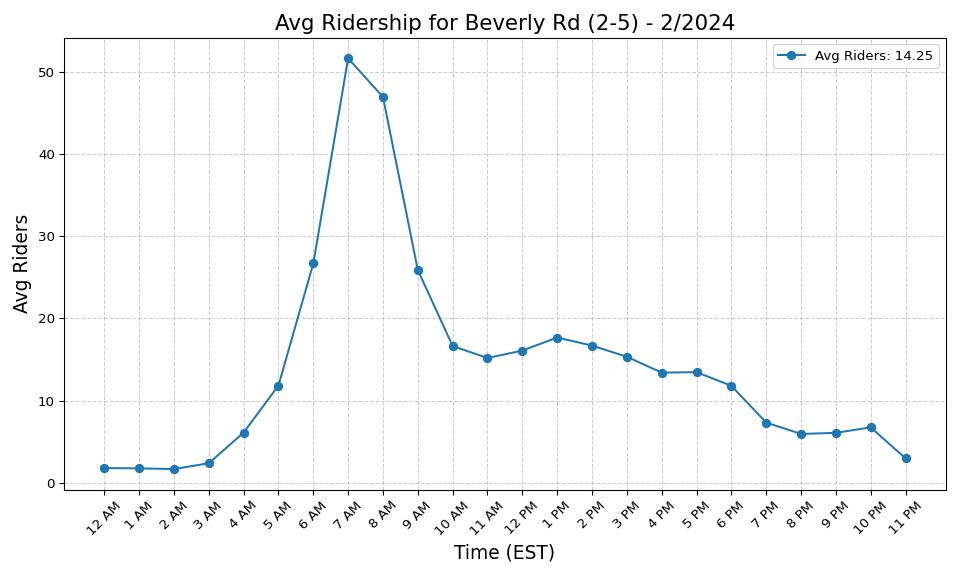 Avg Ridership for Beverly Rd (2-5) - 2/2024
Avg Riders: 14.25
Avg Riders
50
40
30
20
10
0
12 AM 1 AM 2 AM 3 AM 4 AM 5 AM 6 AM 7 AM 8 AM 9 AM 10 AM 11 AM 12 PM 1 PM 2 PM 3 PM 4 PM 5 PM 6 PM 7 PM 8 PM 9 PM 10 PM 11 PM
Time (EST)